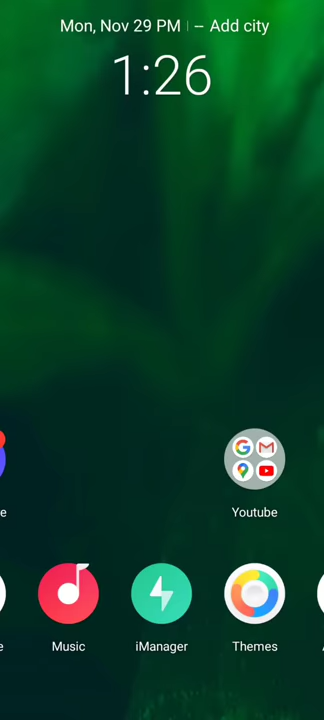 Mon, Nov 29 PM | -- Add city
1:26
e
Youtube
e
Music
iManager
Themes